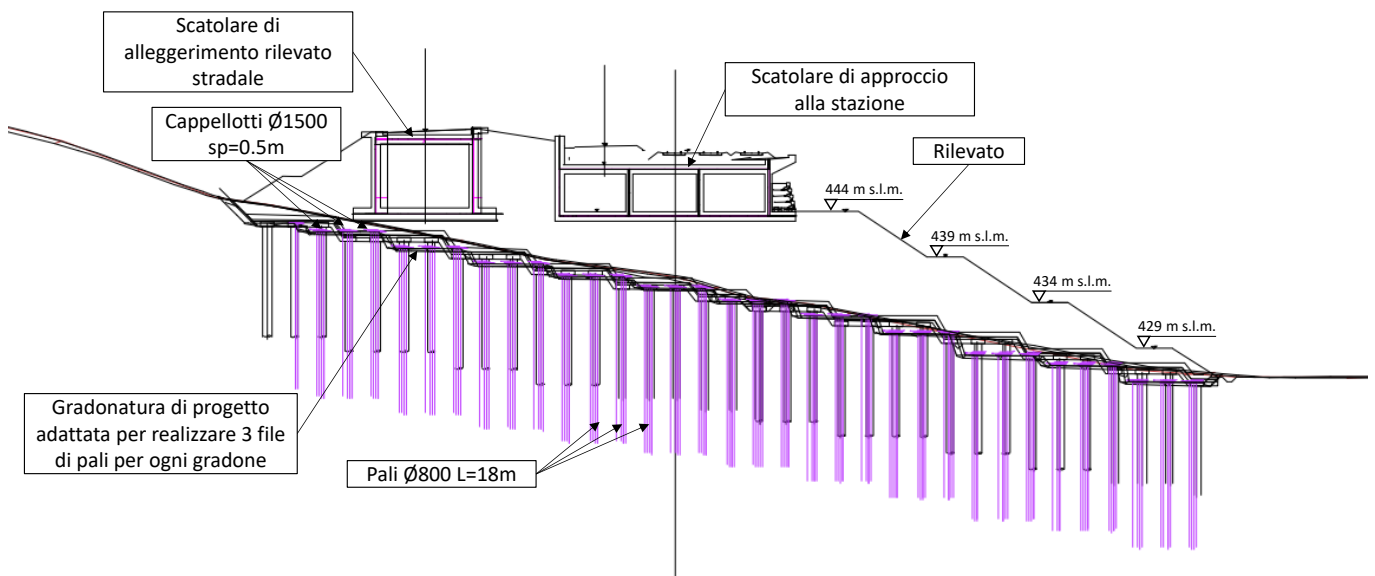 Scatolare di
alleggerimento rilevato
stradale
Cappellotti Ø1500
sp=0.5m
Scatolare di approccio
alla stazione
Rilevato
444 m s.l.m.
439 m s.l.m.
434 m s.l.m.
429 m s.l.m.
Gradonatura di progetto
adattata per realizzare 3 file
di pali per ogni gradone
Pali Ø800 L=18m